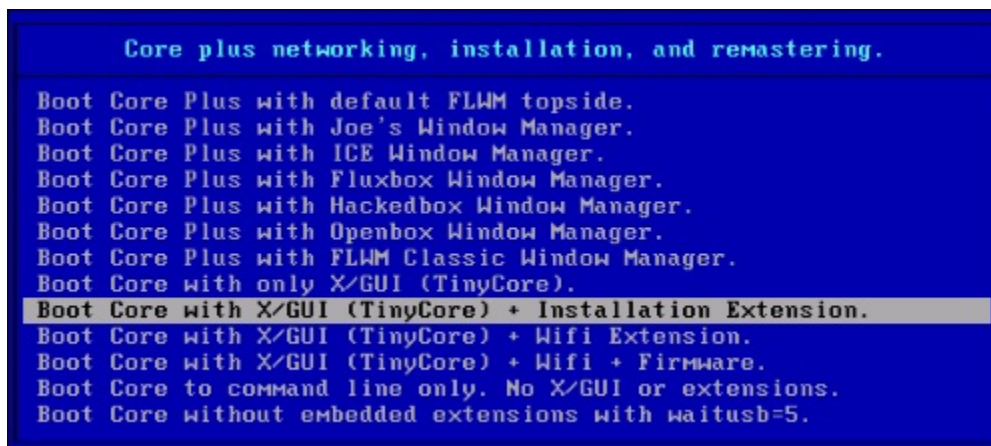 Core plus networking, installation, and remastering.
Boot Core Plus with default FLWM topside.
Boot Core Plus with Joe's Window Manager.
Boot Core Plus with ICE Window Manager.
Boot Core Plus with Fluxbox Window Manager.
Boot Core Plus with Hackedbox Window Manager.
Boot Core Plus with Openbox Window Manager.
Boot Core Plus with FLWM Classic Window Manager.
Boot Core with only X/GUI (TinyCore).
Boot Core with X/GUI (TinyCore) + Installation Extension.
Boot Core with X/GUI (TinyCore) + Wifi Extension.
Boot Core with X/GUI (TinyCore) + Wifi + Firmware.
Boot Core to command line only. No X/GUI or extensions.
Boot Core without embedded extensions with waitusb=5.